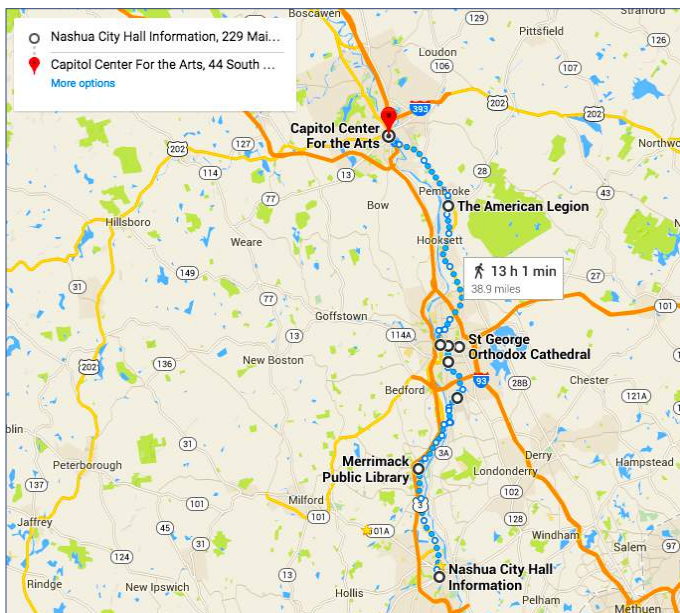 Nashua City Hall Information, 229 Mai...
Capitol Center For the Arts, 44 South ...
More options
Boscawen
129
Pittsfield
Strafford
126
Loudon
106
107
202
393
202
Capitol Center
For the Arts
202
127
114
13
28
Northwo
43
Pembroke
The American Legion
77
Bow
Hillsboro
Weare
Hooksett
13 h 1 min
38.9 miles
149
77
27
31
101
Goffstown
13
114A
St George
Orthodox Cathedral
202
136
New Boston
93
Bedford
28B
Chester
121A
31
3A
Derry
Peterborough
Merrimack
Public Library
Londonderry
Hampstead
137
102
101
Milford
3
101
101A
128
Jaffrey
45
31
Windham
124
Salem
97
Nashua City Hall
Information
13
Rindge
New Ipswich
Hollis
Pelham
Methuen